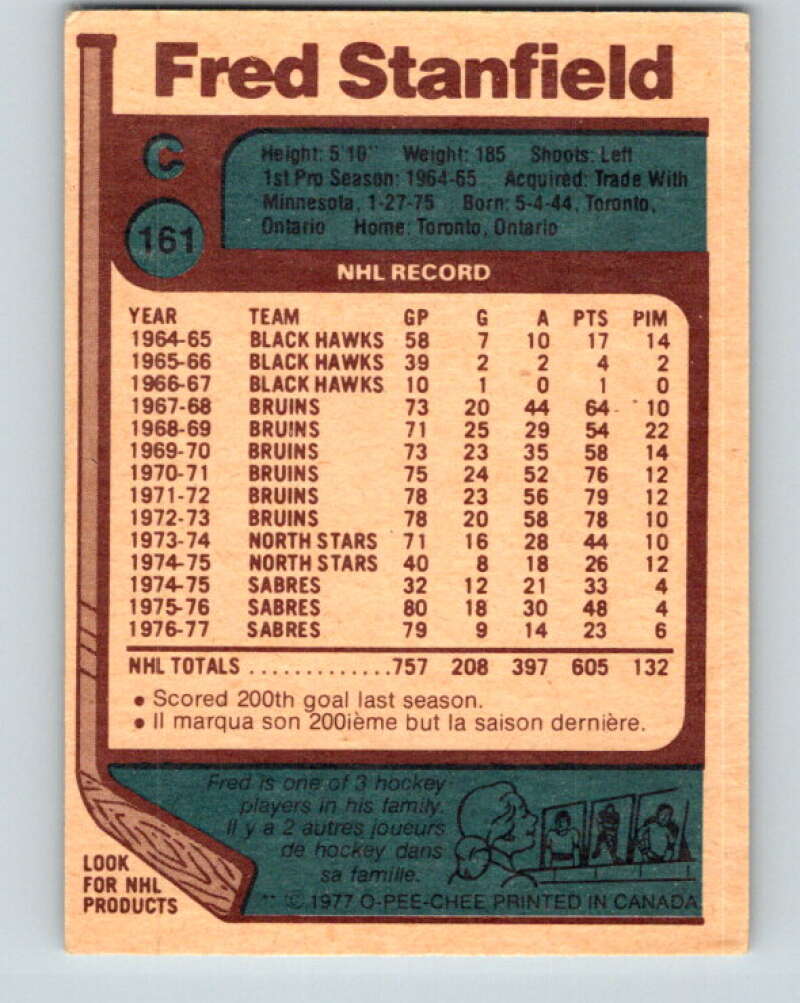 Fred Stanfield
C
Height: 5'10" Weight: 185 Shoots: Left
1st Pro Season: 1964-65 Acquired: Trade With
Minnesota, 1-27-75 Born: 5-4-44, Toronto,
Ontario Home: Toronto, Ontario
161
NHL RECORD
YEAR TEAM GP G A PTS PIM
1964-65 BLACK HAWKS 58 7 10 17 14
1965-66 BLACK HAWKS 39 2 2 4 2
1966-67 BLACK HAWKS 10 1 0 1 0
1967-68 BRUINS 73 20 44 64 10
1968-69 BRUINS 71 25 29 54 22
1969-70 BRUINS 73 23 35 58 14
1970-71 BRUINS 75 24 52 76 12
1971-72 BRUINS 78 23 56 79 12
1972-73 BRUINS 78 20 58 78 10
1973-74 NORTH STARS 71 16 28 44 10
1974-75 NORTH STARS 40 8 18 26 12
1974-75 SABRES 32 12 21 33 4
1975-76 SABRES 80 18 30 48 4
1976-77 SABRES 79 9 14 23 6
NHL TOTALS .............757 208 397 605 132
• Scored 200th goal last season.
• Il marqua son 200ième but la saison dernière.
Fred is one of 3 hockey
players in his family.
Il y a 2 autres joueurs
de hockey dans
sa famille.
LOOK
FOR NHL
PRODUCTS
** © 1977 O-PEE-CHEE PRINTED IN CANADA